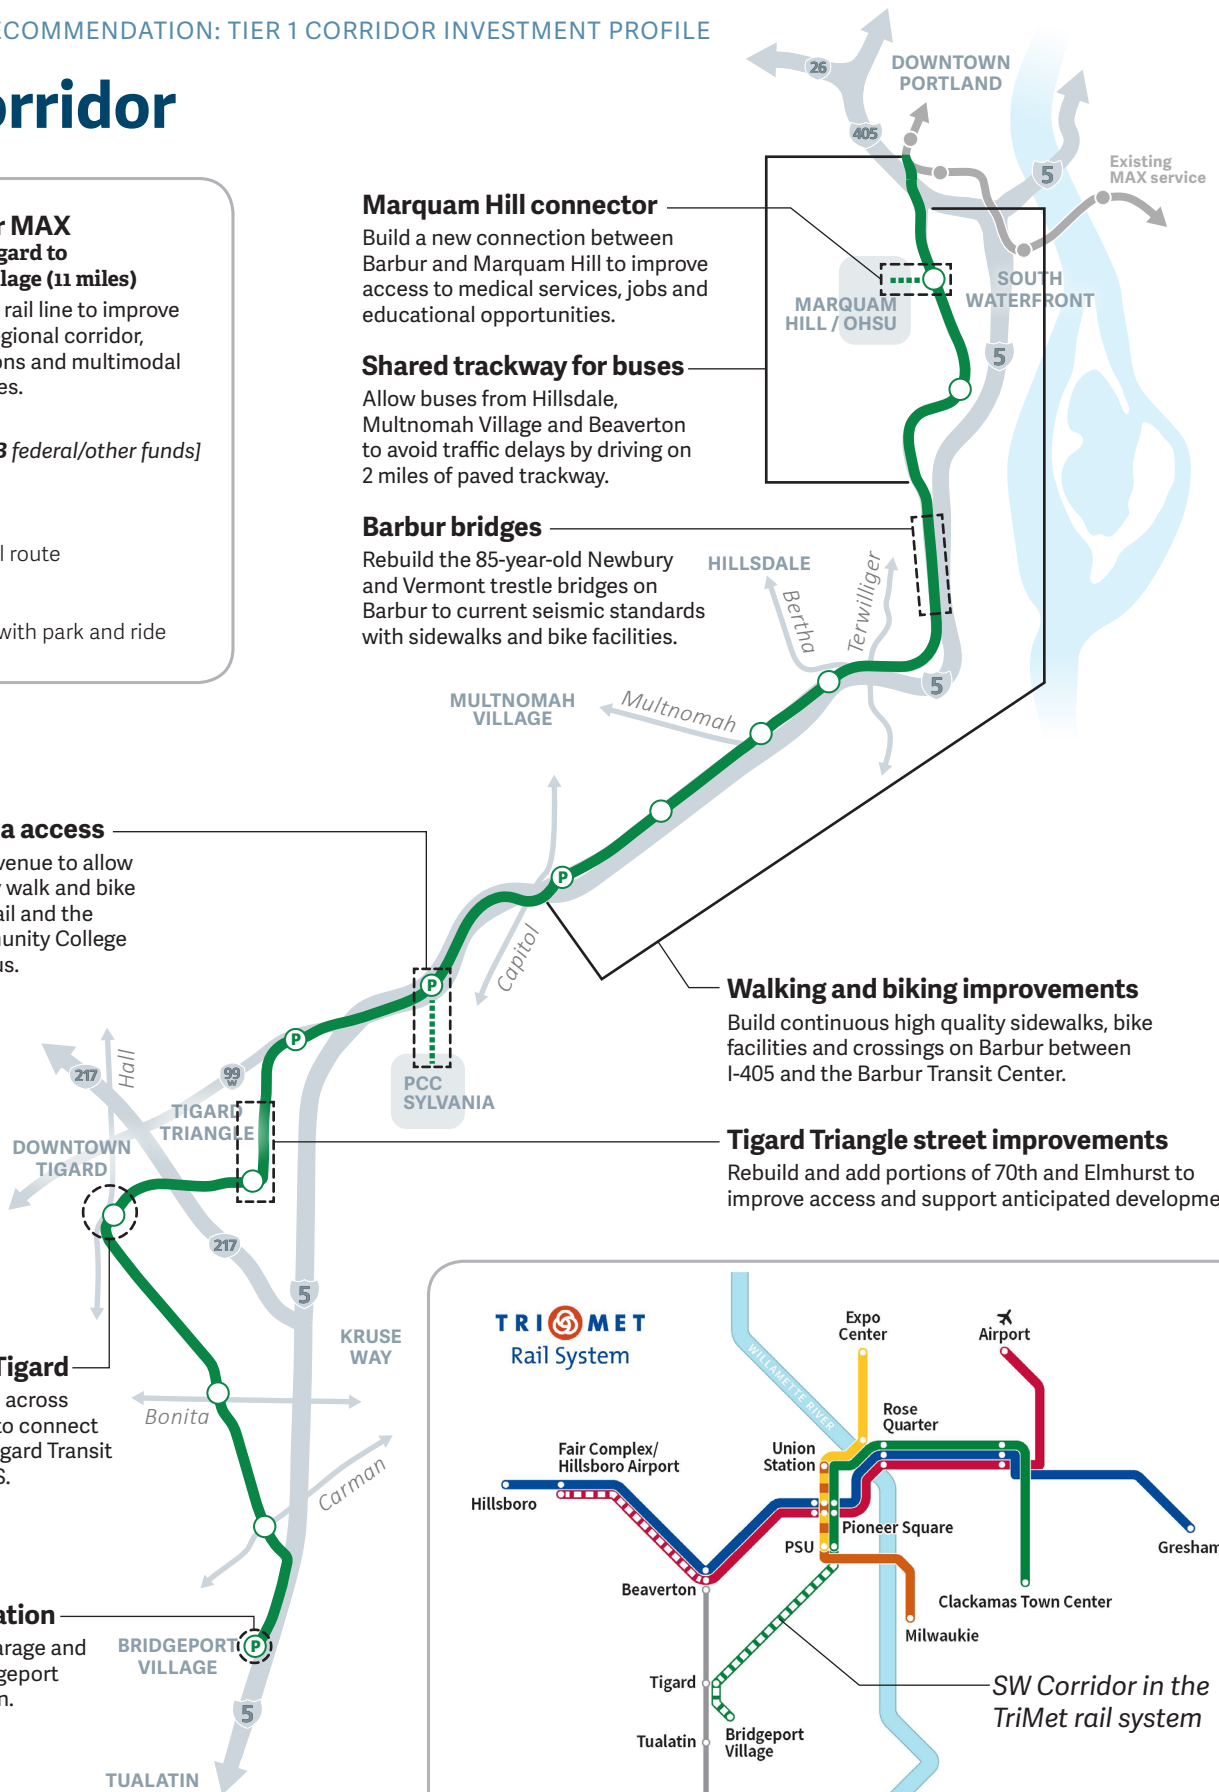 ECOMMENDATION: TIER 1 CORRIDOR INVESTMENT PROFILE
orridor
r MAX
gard to
lage (11 miles)
rail line to improve
egional corridor,
ons and multimodal
es.
B federal/other funds]
l route
with park and ride
Marquam Hill connector
Build a new connection between
Barbur and Marquam Hill to improve
access to medical services, jobs and
educational opportunities.
Shared trackway for buses
Allow buses from Hillsdale,
Multnomah Village and Beaverton
to avoid traffic delays by driving on
2 miles of paved trackway.
Barbur bridges
Rebuild the 85-year-old Newbury
and Vermont trestle bridges on
Barbur to current seismic standards
with sidewalks and bike facilities.
26
DOWNTOWN
PORTLAND
405
5
Existing
MAX service
SOUTH
WATERFRONT
MARQUAM
HILL / OHSU
5
HILLSDALE
Bertha
Terwilliger
5
MULTNOMAH
VILLAGE
Multnomah
a access
venue to allow
y walk and bike
ail and the
munity College
us.
P
Capitol
P
P
PCC
SYLVANIA
Walking and biking improvements
Build continuous high quality sidewalks, bike
facilities and crossings on Barbur between
I-405 and the Barbur Transit Center.
Tigard Triangle street improvements
Rebuild and add portions of 70th and Elmhurst to
improve access and support anticipated developme
217
Hall
99
W
TIGARD
TRIANGLE
DOWNTOWN
TIGARD
217
5
KRUSE
WAY
Tigard
across
to connect
igard Transit
S.
Bonita
Carman
ation
arage and
dgeport
n.
BRIDGEPORT
VILLAGE
P
5
TUALATIN
TRI MET
Rail System
WILLAMETTE RIVER
Expo
Center
Airport
Rose
Quarter
Union
Station
Fair Complex/
Hillsboro Airport
Hillsboro
Pioneer Square
PSU
Gresham
Beaverton
Clackamas Town Center
Milwaukie
Tigard
SW Corridor in the
TriMet rail system
Tualatin
Bridgeport
Village